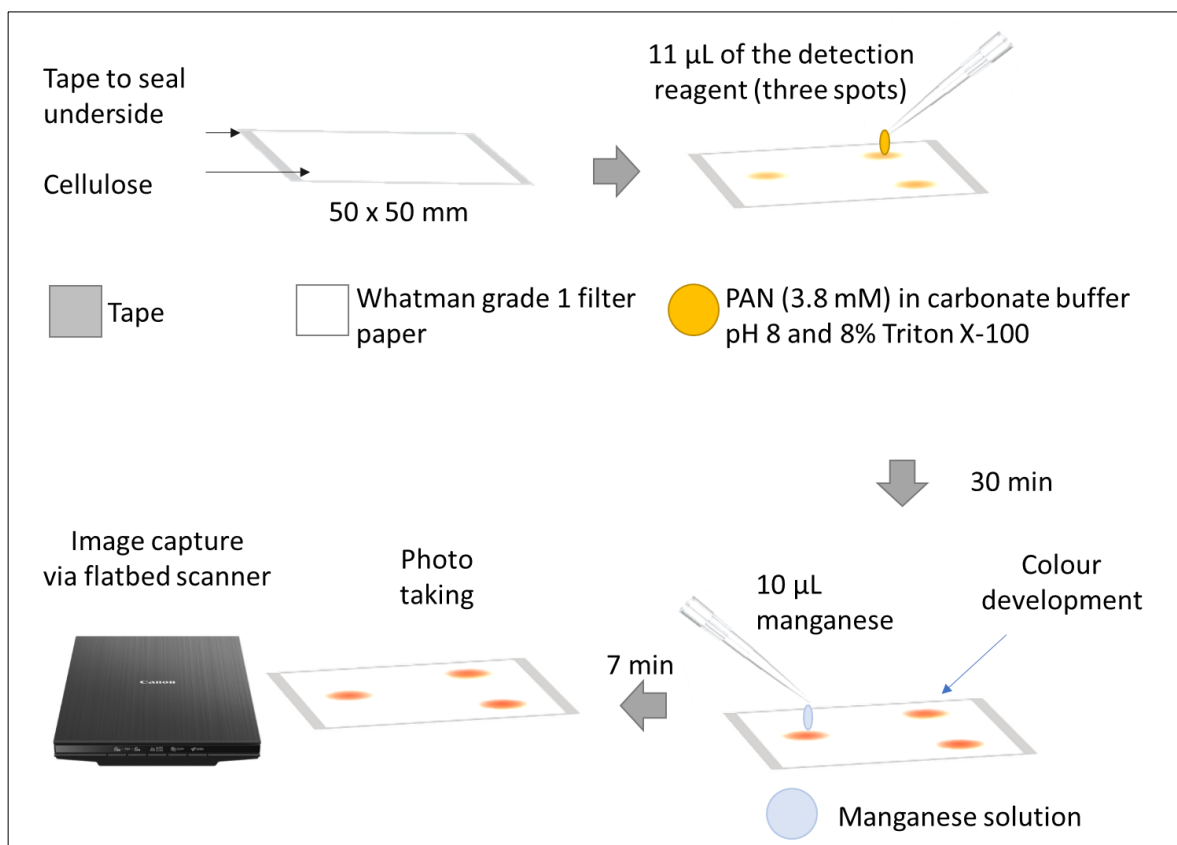 Tape to seal
underside
Cellulose
50 x 50 mm
11 µL of the detection
reagent (three spots)
Tape
Whatman grade 1 filter
paper
PAN (3.8 mM) in carbonate buffer
pH 8 and 8% Triton X-100
30 min
Image capture
via flatbed scanner
Photo
taking
7 min
10 µL
manganese
Colour
development
Canon
Manganese solution